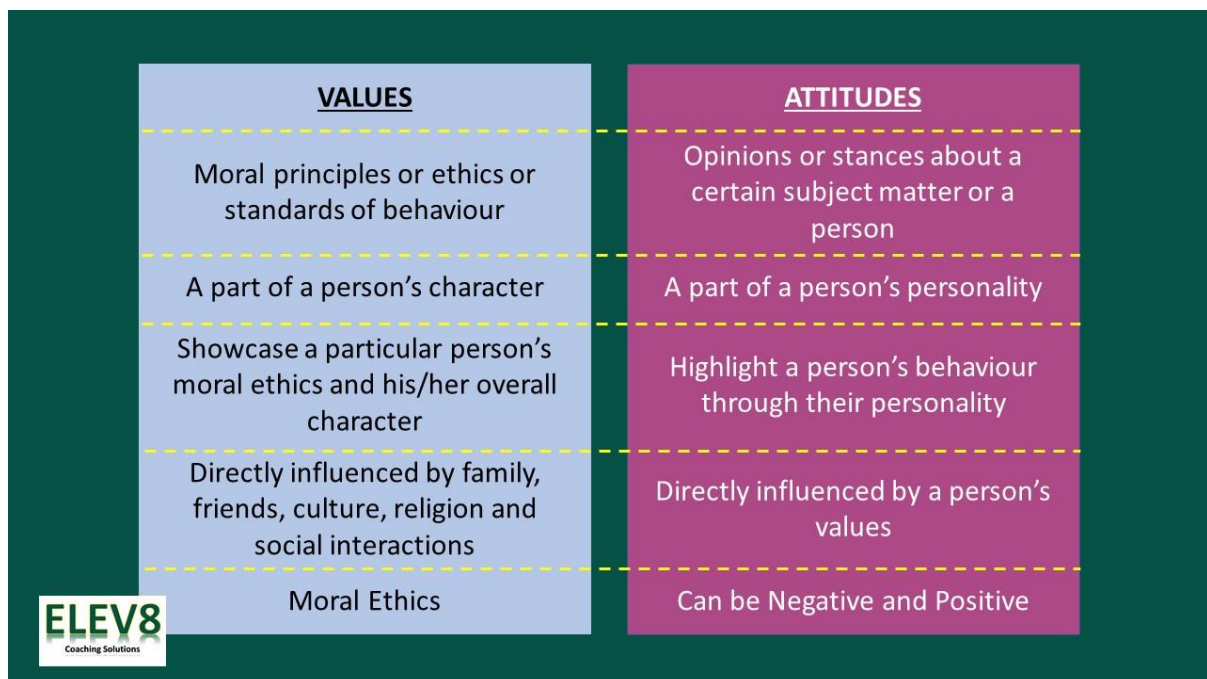 VALUES
Moral principles or ethics or
standards of behaviour
A part of a person’s character
Showcase a particular person’s
moral ethics and his/her overall
character
Directly influenced by family,
friends, culture, religion and
social interactions
Moral Ethics
ATTITUDES
Opinions or stances about a
certain subject matter or a
person
A part of a person’s personality
Highlight a person’s behaviour
through their personality
Directly influenced by a person’s
values
Can be Negative and Positive
ELEV8
Coaching Solutions